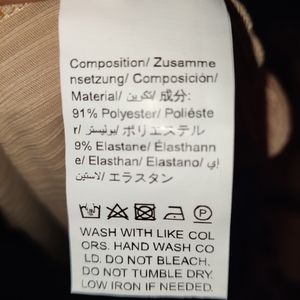 Composition/ Zusamme
nsetzung/ Composición/
Material/ تكوين/ 成分:
91% Polyester/ Poliéste
r/ بوليستر/ ポリエステル
9% Elastane/ Élasthann
e/ Elasthan/ Elastano/ إي
لاستين/ エラスタン
P
WASH WITH LIKE COL
ORS. HAND WASH CO
LD. DO NOT BLEACH.
DO NOT TUMBLE DRY.
LOW IRON IF NEEDED.